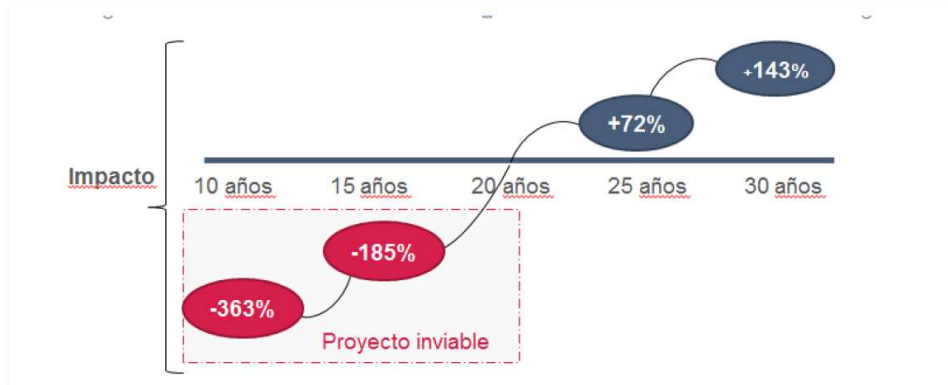 +143%
+72%
Impacto
10 años 15 años 20 años 25 años 30 años
-185%
-363%
Proyecto inviable